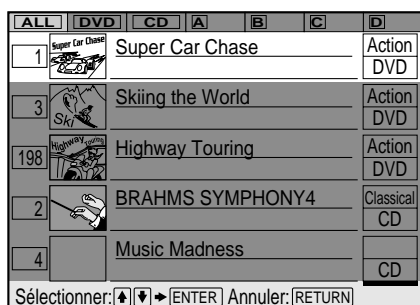 ALL DVD CD A B C D
1 Super Car Chase Super Car Chase Action
DVD
3 Ski Skiing the World Action
DVD
198 Highway Touring Highway Touring Action
DVD
2 BRAHMS SYMPHONY4 Classical
CD
4 Music Madness
CD
Sélectionner: ENTER Annuler: RETURN